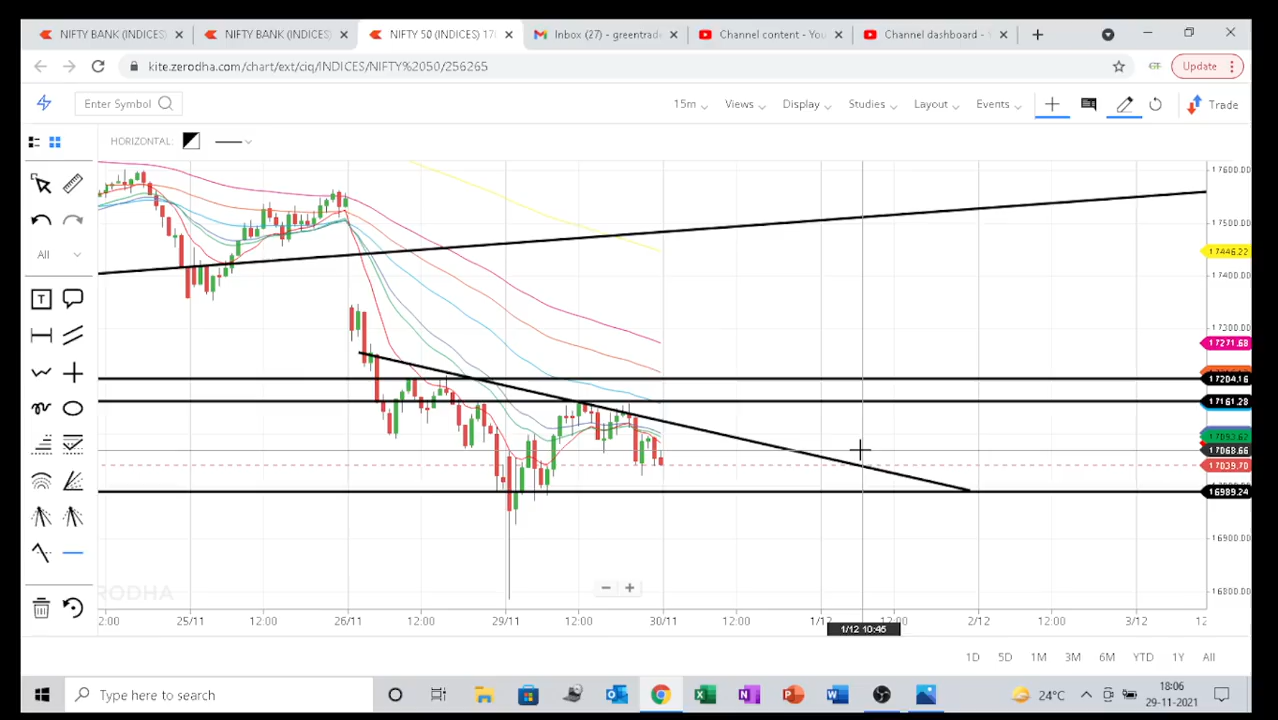 NIFTY BANK (INDICES) NIFTY BANK (INDICES) NIFTY 50 (INDICES) 17 Inbox (27) - greentrade Channel content - You Channel dashboard -
kite.zerodha.com/chart/ext/ciq/INDICES/NIFTY%2050/256265 GT Update
Enter Symbol 15m Views Display Studies Layout Events Trade
HORIZONTAL:
17600.00
17500.00
All
17446.22
17400.00
T
17300.00
17271.68
17204.16
17161.28
17093.62
17068.66
17039.70
16989.24
16900.00
ZERODHA
16800.00
2:00 25/11 12:00 26/11 12:00 29/11 12:00 30/11 12:00 1/12 12:00 2/12 12:00 3/12 12
1/12 10:45
1D 5D 1M 3M 6M YTD 1Y All
Type here to search 24°C 18:06
29-11-2021